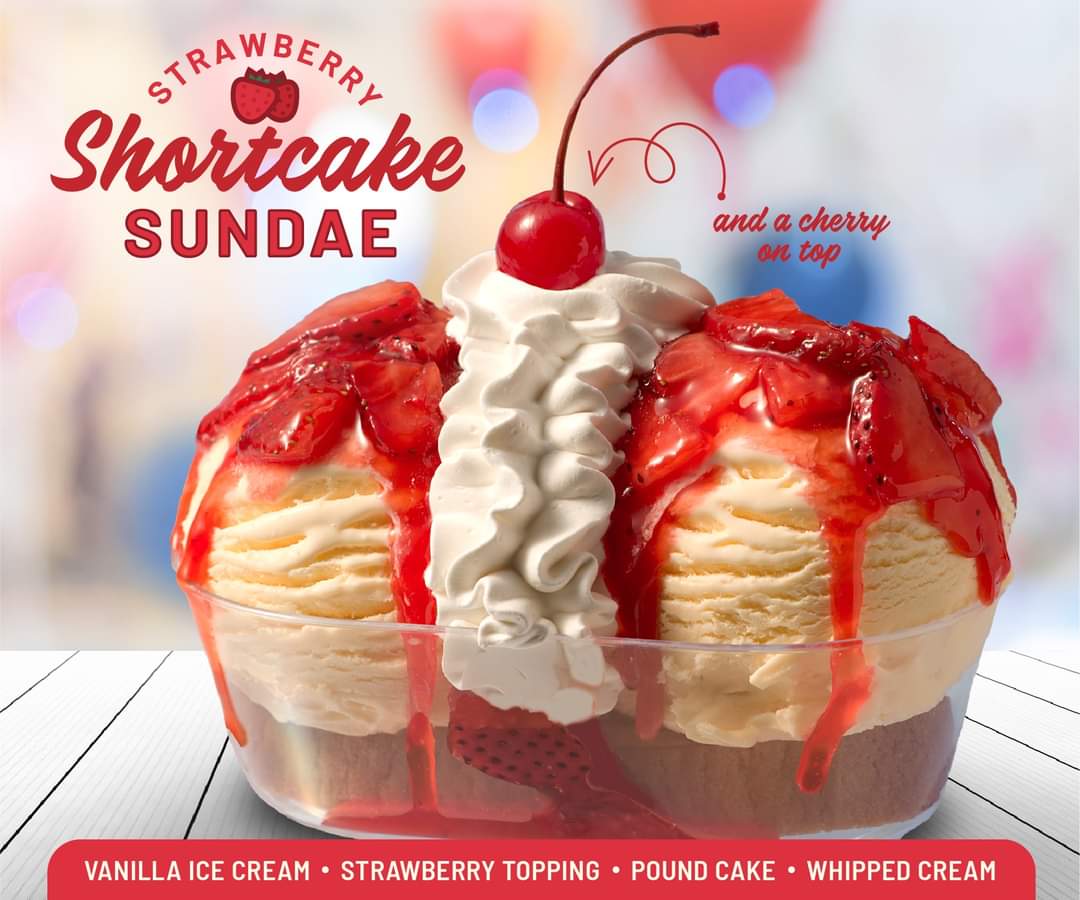 STRAWBERRY
Shortcake
SUNDAE
and a cherry
on top
VANILLA ICE CREAM • STRAWBERRY TOPPING • POUND CAKE • WHIPPED CREAM